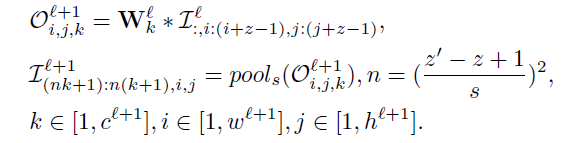 $\mathcal{O}^{\ell+1}_{i,j,k} = \mathbf{W}^{\ell}_{k} * \mathcal{I}^{\ell}_{:,i:(i+z-1),j:(j+z-1)},$
$\mathcal{I}^{\ell+1}_{(nk+1):n(k+1),i,j} = pool_s(\mathcal{O}^{\ell+1}_{i,j,k}), n = (\frac{z' - z + 1}{s})^2,$
$k \in [1, c^{\ell+1}], i \in [1, w^{\ell+1}], j \in [1, h^{\ell+1}].$